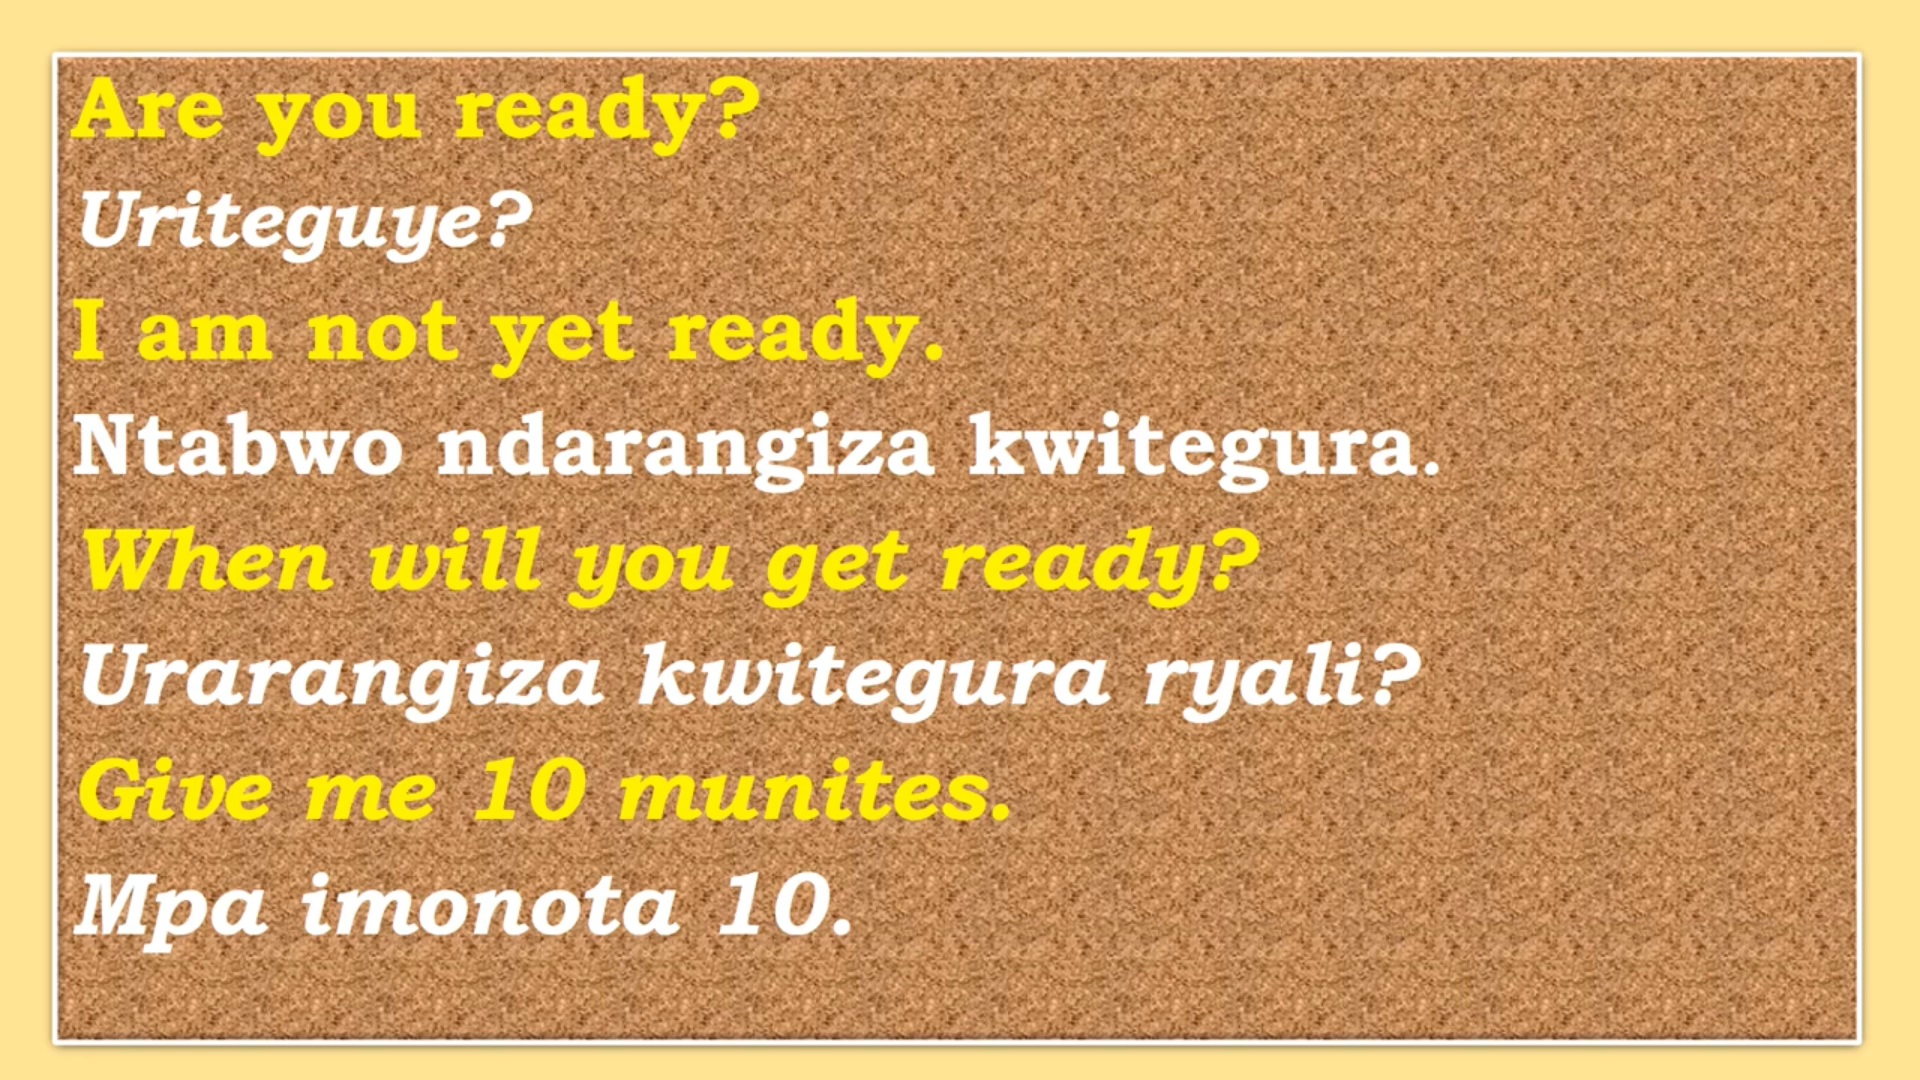 Are you ready?
Uriteguye?
I am not yet ready.
Ntabwo ndarangiza kwitegura.
When will you get ready?
Urarangiza kwitegura ryali?
Give me 10 munites.
Mpa imonota 10.